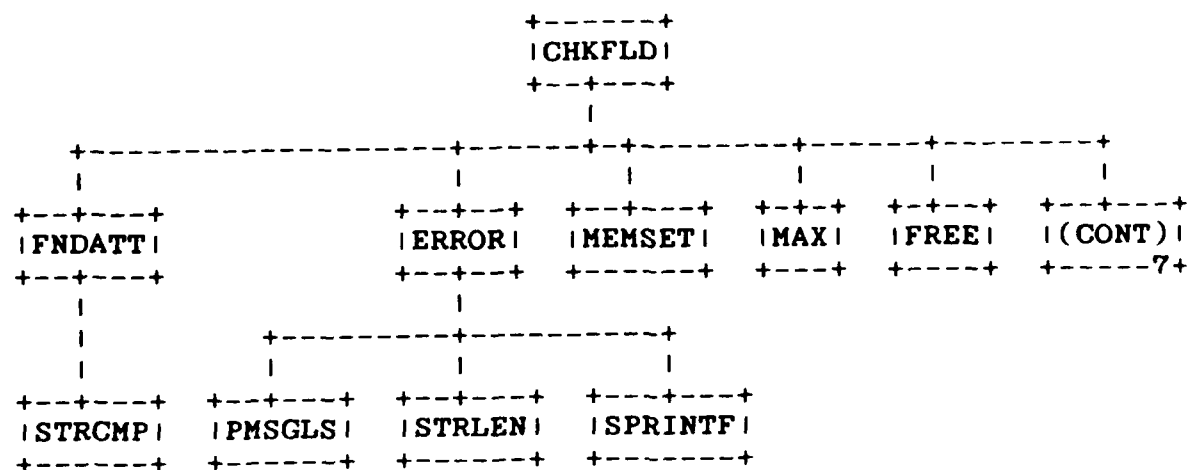 CHKFLD
FNDATT ERROR MEMSET MAX FREE (CONT)
7
STRCMP PMSGLS STRLEN SPRINTF